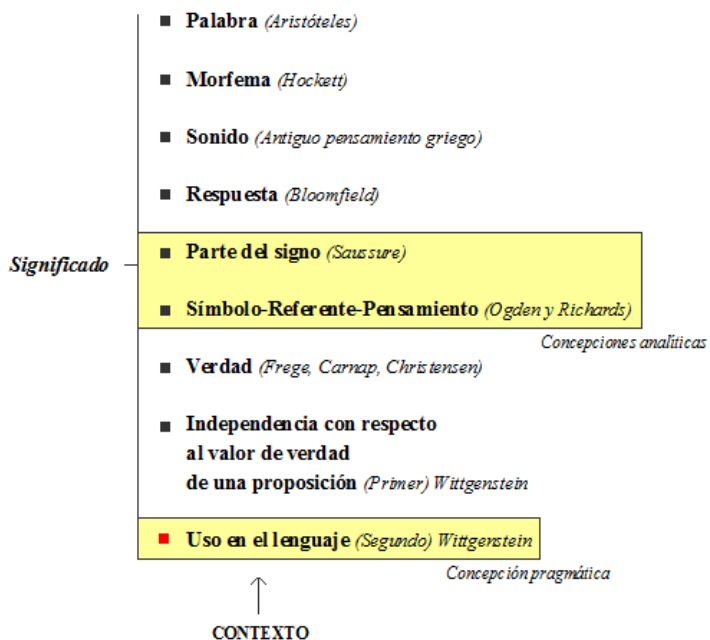 Palabra (Aristóteles)
Morfema (Hockett)
Sonido (Antiguo pensamiento griego)
Respuesta (Bloomfield)
Significado
Parte del signo (Saussure)
Símbolo-Referente-Pensamiento (Ogden y Richards)
Concepciones analíticas
Verdad (Frege, Carnap, Christensen)
Independencia con respecto
al valor de verdad
de una proposición (Primer) Wittgenstein
Uso en el lenguaje (Segundo) Wittgenstein
Concepción pragmática
CONTEXTO